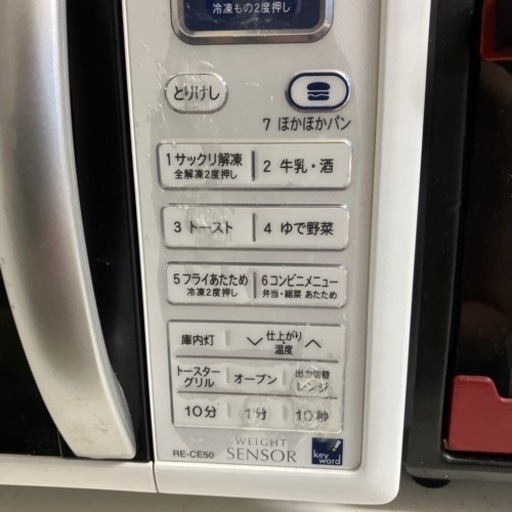 冷凍もの2度押し
とりけし
7 ほかほかパン
1 サックリ解凍
全解凍2度押し
2 牛乳・酒
3 トースト
4 ゆで野菜
5 フライあたため
冷凍2度押し
6 コンビニメニュー
弁当・総菜 あたため
庫内灯
仕上がり
温度
トースター
グリル
オーブン
出力切替
レンジ
10分
1分
10秒
WEIGHT
SENSOR
RE-CE50
key
word